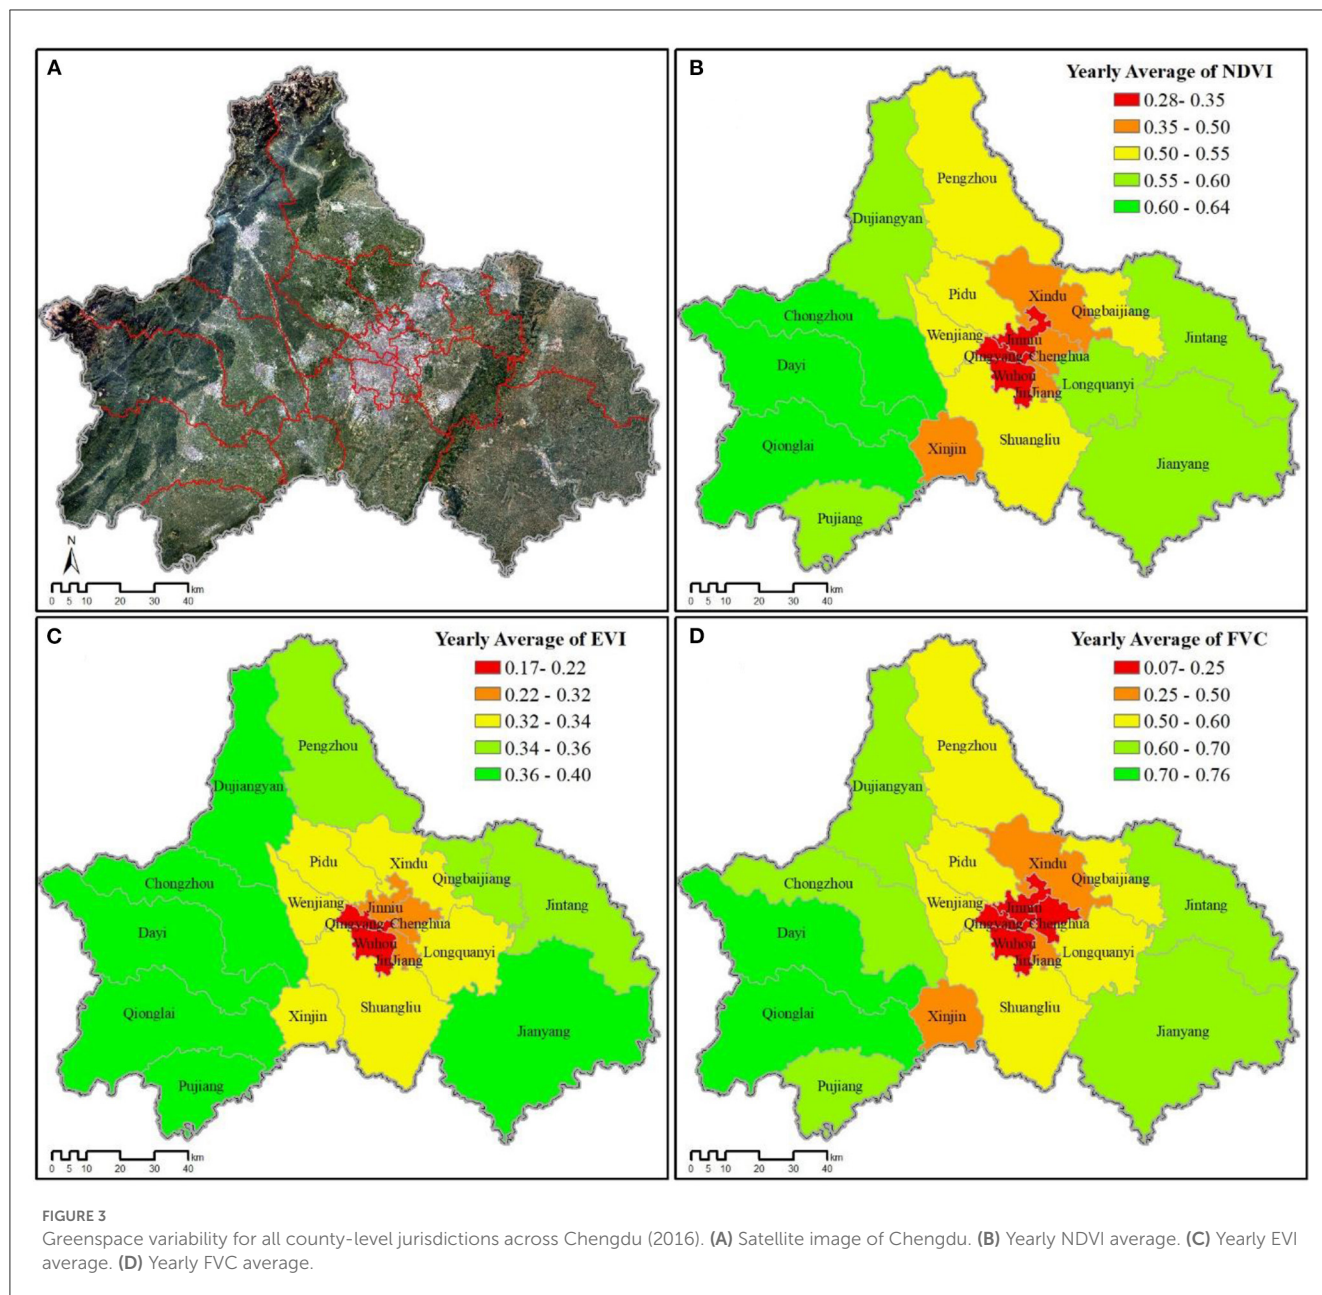 A
N
0 5 10 20 30 40 km
B
Yearly Average of NDVI
0.28- 0.35
0.35 - 0.50
0.50 - 0.55
0.55 - 0.60
0.60 - 0.64
Pengzhou
Dujiangyan
Pidu
Xindu
Qingbaijiang
Chongzhou
Wenjiang
Jinniu
Jintang
Qingyang Chenghua
Dayi
Wuhou
Longquanyi
JinJiang
Qionglai
Xinjin
Shuangliu
Jianyang
Pujiang
0 5 10 20 30 40 km
C
Yearly Average of EVI
0.17- 0.22
0.22 - 0.32
0.32 - 0.34
0.34 - 0.36
0.36 - 0.40
Pengzhou
Dujiangyan
Pidu
Xindu
Qingbaijiang
Chongzhou
Wenjiang
Jinniu
Jintang
Qingyang Chenghua
Dayi
Wuhou
Longquanyi
JinJiang
Qionglai
Xinjin
Shuangliu
Jianyang
Pujiang
0 5 10 20 30 40 km
D
Yearly Average of FVC
0.07- 0.25
0.25 - 0.50
0.50 - 0.60
0.60 - 0.70
0.70 - 0.76
Pengzhou
Dujiangyan
Pidu
Xindu
Qingbaijiang
Chongzhou
Wenjiang
Jinniu
Jintang
Qingyang Chenghua
Dayi
Wuhou
Longquanyi
JinJiang
Qionglai
Xinjin
Shuangliu
Jianyang
Pujiang
0 5 10 20 30 40 km
FIGURE 3
Greenspace variability for all county-level jurisdictions across Chengdu (2016). (A) Satellite image of Chengdu. (B) Yearly NDVI average. (C) Yearly EVI
average. (D) Yearly FVC average.